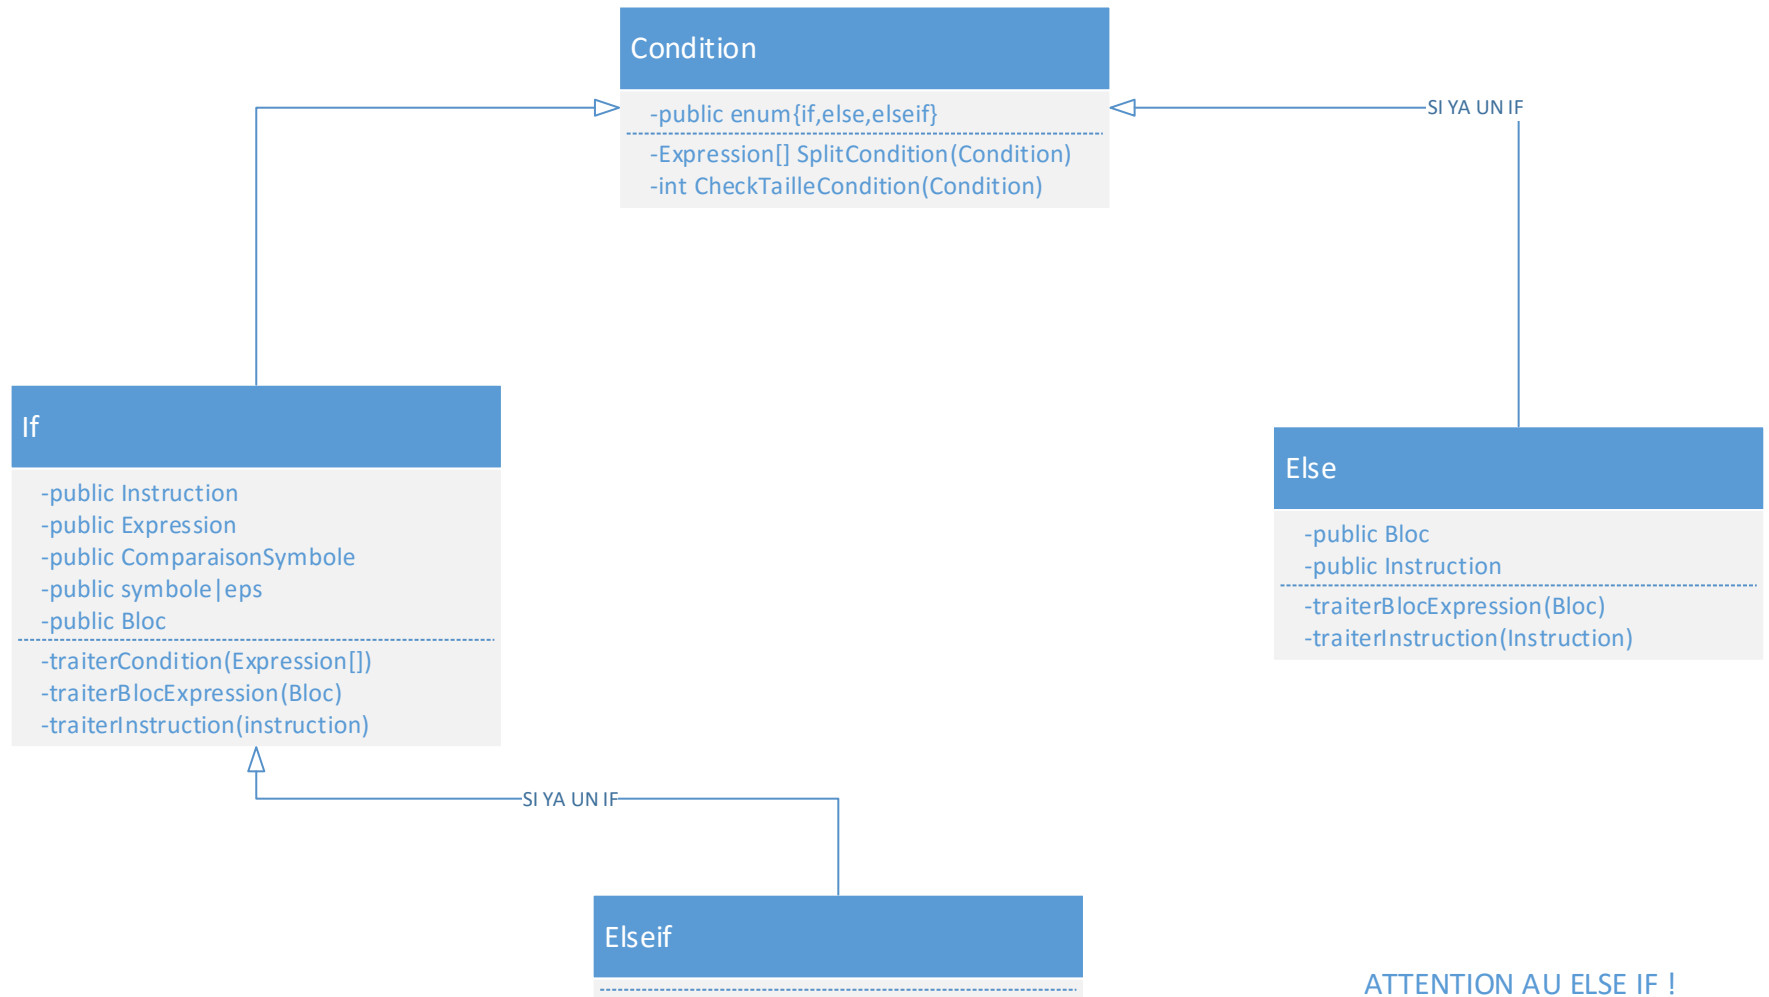 Condition
-public enum{if,else,elseif}
-Expression[] SplitCondition(Condition)
-int CheckTailleCondition(Condition)
SI YA UN IF
If
-public Instruction
-public Expression
-public ComparaisonSymbole
-public symbole|eps
-public Bloc
-traiterCondition(Expression[])
-traiterBlocExpression(Bloc)
-traiterInstruction(instruction)
Else
-public Bloc
-public Instruction
-traiterBlocExpression(Bloc)
-traiterInstruction(Instruction)
SI YA UN IF
Elseif
ATTENTION AU ELSE IF !